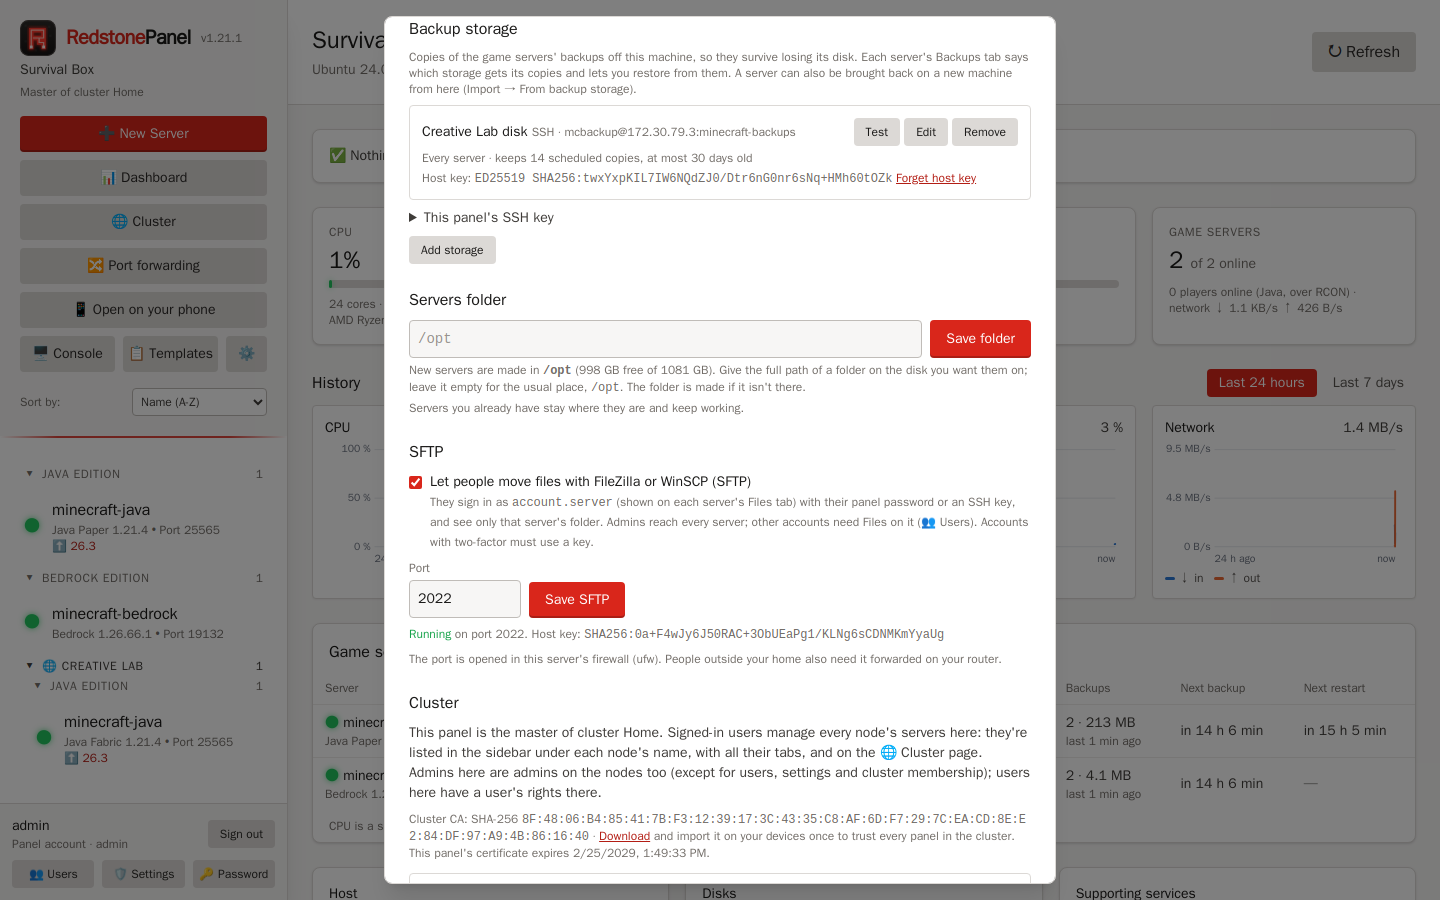 RedstonePanel v1.21.1
Survival Box
Master of cluster Home
➕ New Server
📊 Dashboard
🌐 Cluster
🔀 Port forwarding
📱 Open on your phone
🖥️ Console
📋 Templates
⚙️
Sort by:
Name (A-Z)
JAVA EDITION 1
minecraft-java
Java Paper 1.21.4 • Port 25565
⬆️ 26.3
BEDROCK EDITION 1
minecraft-bedrock
Bedrock 1.26.66.1 • Port 19132
🌐 CREATIVE LAB 1
JAVA EDITION 1
minecraft-java
Java Fabric 1.21.4 • Port 25565
⬆️ 26.3
admin
Panel account · admin
Sign out
👥 Users
🛡️ Settings
🔑 Password
Surviva
Ubuntu 24.0
↻ Refresh
✅ Nothin
CPU
1%
24 cores ·
AMD Ryzer
GAME SERVERS
2 of 2 online
0 players online (Java, over RCON) ·
network ↓ 1.1 KB/s ↑ 426 B/s
History
Last 24 hours
Last 7 days
CPU
3 %
100 %
50 %
0 %
24
now
Network
1.4 MB/s
9.5 MB/s
4.8 MB/s
0 B/s
24 h ago
now
↓ in
↑ out
Game s
Server
Backups
Next backup
Next restart
minecr
Java Paper
2 · 213 MB
last 1 min ago
in 14 h 6 min
in 15 h 5 min
minecr
Bedrock 1.2
2 · 4.1 MB
last 1 min ago
in 14 h 6 min
—
CPU is a s
Host
Disks
Supporting services
Backup storage
Copies of the game servers' backups off this machine, so they survive losing its disk. Each server's Backups tab says
which storage gets its copies and lets you restore from them. A server can also be brought back on a new machine
from here (Import → From backup storage).
Creative Lab disk SSH · mcbackup@172.30.79.3:minecraft-backups
Test
Edit
Remove
Every server · keeps 14 scheduled copies, at most 30 days old
Host key: ED25519 SHA256:twxYxpKIL7IW6NQdZJ0/Dtr6nG0nr6sNq+HMh60tOZk Forget host key
▶ This panel's SSH key
Add storage
Servers folder
/opt
Save folder
New servers are made in /opt (998 GB free of 1081 GB). Give the full path of a folder on the disk you want them on;
leave it empty for the usual place, /opt. The folder is made if it isn't there.
Servers you already have stay where they are and keep working.
SFTP
Let people move files with FileZilla or WinSCP (SFTP)
They sign in as account.server (shown on each server's Files tab) with their panel password or an SSH key,
and see only that server's folder. Admins reach every server; other accounts need Files on it (👥 Users). Accounts
with two-factor must use a key.
Port
2022
Save SFTP
Running on port 2022. Host key: SHA256:0a+F4wJy6J50RAC+3ObUEaPg1/KLNg6sCDNMKmYyaUg
The port is opened in this server's firewall (ufw). People outside your home also need it forwarded on your router.
Cluster
This panel is the master of cluster Home. Signed-in users manage every node's servers here: they're
listed in the sidebar under each node's name, with all their tabs, and on the 🌐 Cluster page.
Admins here are admins on the nodes too (except for users, settings and cluster membership); users
here have a user's rights there.
Cluster CA: SHA-256 8F:48:06:B4:85:41:7B:F3:12:39:17:3C:43:35:C8:AF:6D:F7:29:7C:EA:CD:8E:E
2:84:DF:97:A9:4B:86:16:40 · Download and import it on your devices once to trust every panel in the cluster.
This panel's certificate expires 2/25/2029, 1:49:33 PM.